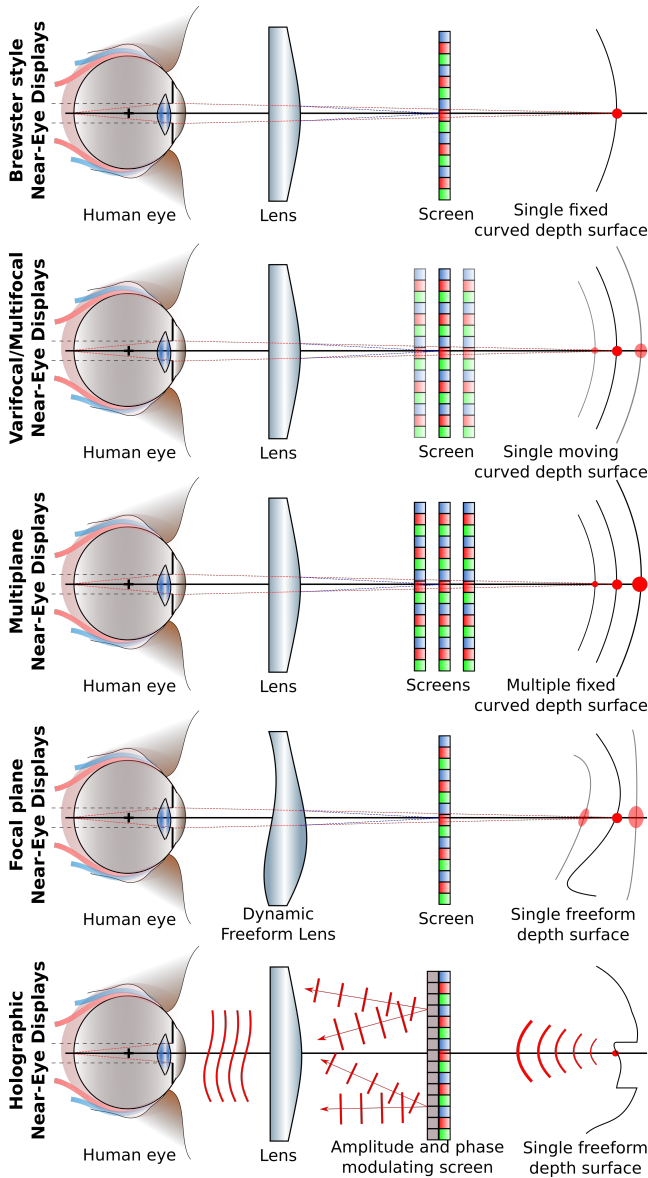 Brewster style
Near-Eye Displays
Human eye
Lens
Screen
Single fixed
curved depth surface
Varifocal/Multifocal
Near-Eye Displays
Human eye
Lens
Screen
Single moving
curved depth surface
Multiplane
Near-Eye Displays
Human eye
Lens
Screens
Multiple fixed
curved depth surface
Focal plane
Near-Eye Displays
Human eye
Dynamic
Freeform Lens
Screen
Single freeform
depth surface
Holographic
Near-Eye Displays
Human eye
Lens
Amplitude and phase
modulating screen
Single freeform
depth surface